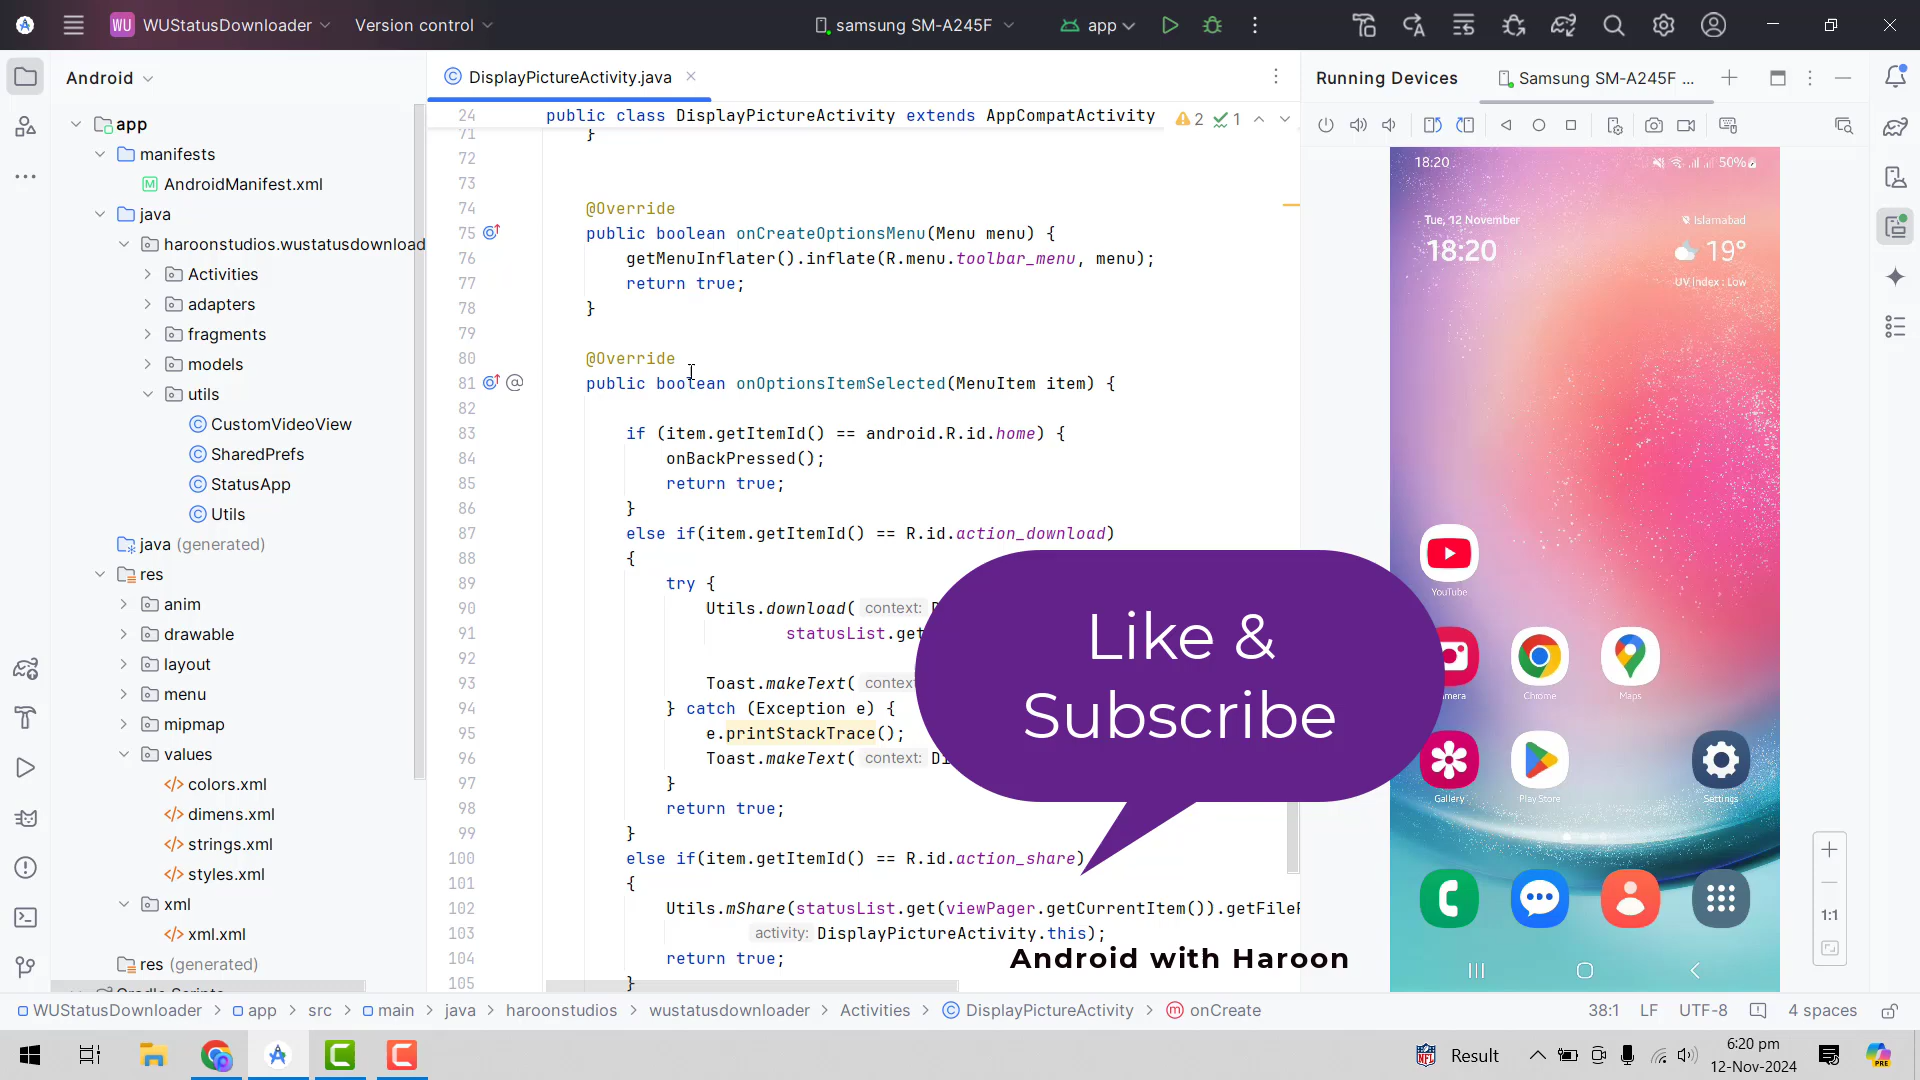 WU WUStatusDownloader Version control samsung SM-A245F app
Android
DisplayPictureActivity.java
Running Devices Samsung SM-A245F ...
app
manifests
AndroidManifest.xml
java
haroonstudios.wustatusdownload
Activities
adapters
fragments
models
utils
CustomVideoView
SharedPrefs
StatusApp
Utils
java (generated)
res
anim
drawable
layout
menu
mipmap
values
colors.xml
dimens.xml
strings.xml
styles.xml
xml
xml.xml
res (generated)
24 public class DisplayPictureActivity extends AppCompatActivity 2 1
71 }
72
73
74 @Override
75 public boolean onCreateOptionsMenu(Menu menu) {
76 getMenuInflater().inflate(R.menu.toolbar_menu, menu);
77 return true;
78 }
79
80 @Override
81 public boolean onOptionsItemSelected(MenuItem item) {
82
83 if (item.getItemId() == android.R.id.home) {
84 onBackPressed();
85 return true;
86 }
87 else if(item.getItemId() == R.id.action_download)
88 {
89 try {
90 Utils.download( context:
91 statusList.get
92
93 Toast.makeText( context
94 } catch (Exception e) {
95 e.printStackTrace();
96 Toast.makeText( context:
97 }
98 return true;
99 }
100 else if(item.getItemId() == R.id.action_share)
101 {
102 Utils.mShare(statusList.get(viewPager.getCurrentItem()).getFileP
103 activity: DisplayPictureActivity.this);
104 return true;
105 }
Like &
Subscribe
Android with Haroon
18:20 50%
Tue, 12 November
18:20
Islamabad
19°
UV Index : Low
YouTube
mera Chrome Maps
Gallery Play Store Settings
1:1
WUStatusDownloader > app > src > main > java > haroonstudios > wustatusdownloader > Activities > DisplayPictureActivity > onCreate
38:1 LF UTF-8 4 spaces
Result
6:20 pm
12-Nov-2024
PRE